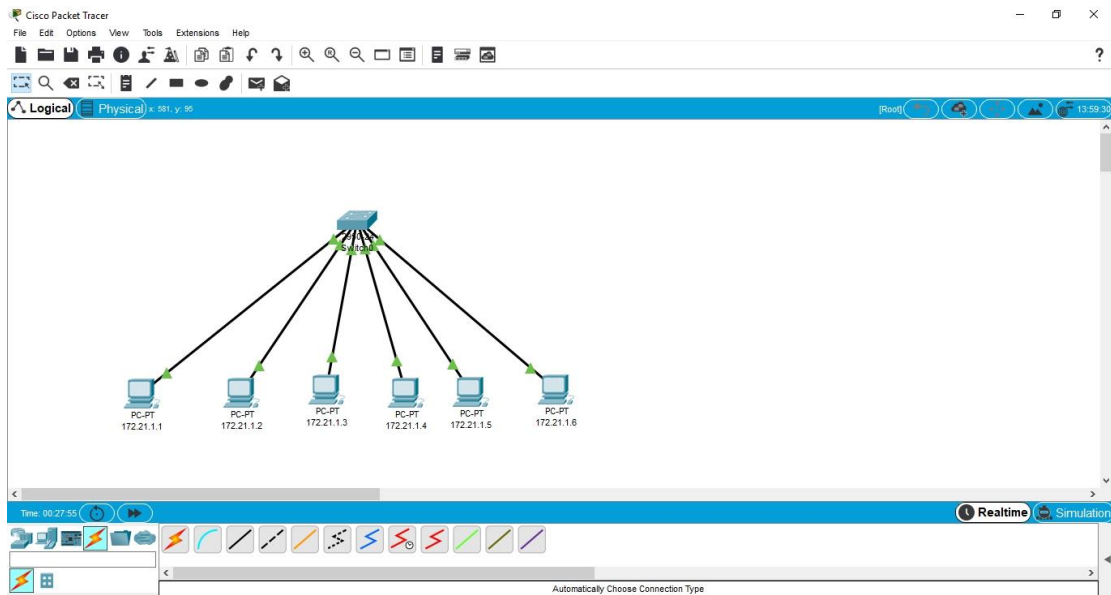 Cisco Packet Tracer
File Edit Options View Tools Extensions Help
?
Logical Physical x: 581, y: 95 [Root] 13:59:30
Switch0
PC-PT
172.21.1.1
PC-PT
172.21.1.2
PC-PT
172.21.1.3
PC-PT
172.21.1.4
PC-PT
172.21.1.5
PC-PT
172.21.1.6
Time: 00:27:55 Realtime Simulation
Automatically Choose Connection Type